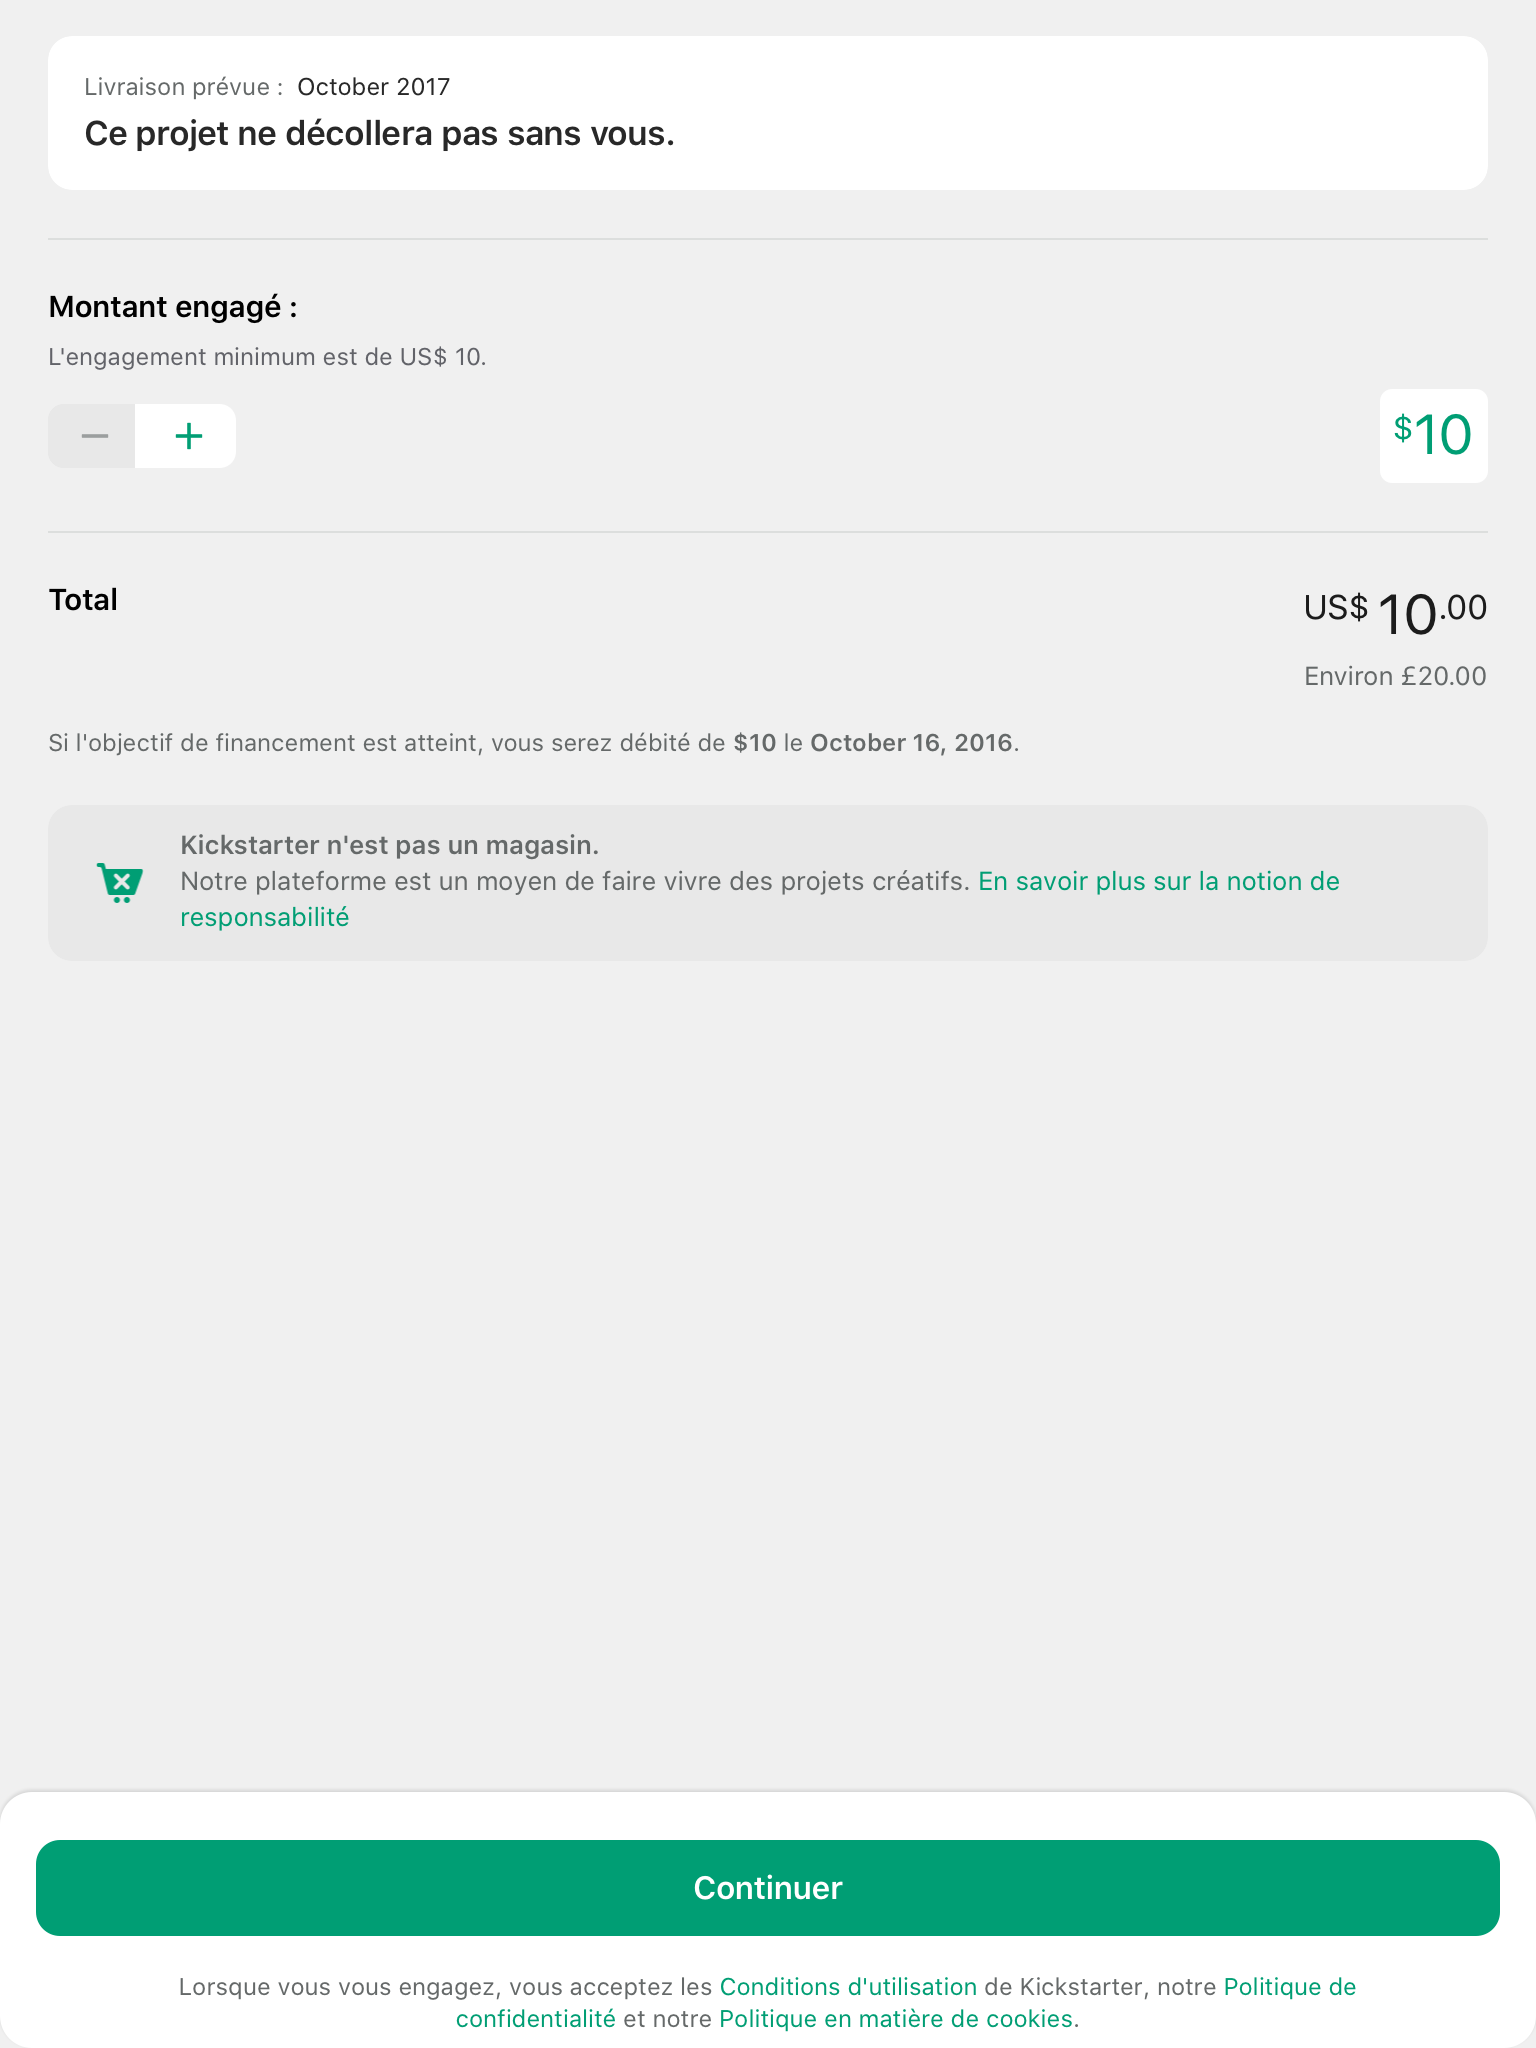 Livraison prévue : October 2017
Ce projet ne décollera pas sans vous.
Montant engagé :
L'engagement minimum est de US$ 10.
$10
Total
US$ 10.00
Environ £20.00
Si l'objectif de financement est atteint, vous serez débité de $10 le October 16, 2016.
Kickstarter n'est pas un magasin.
Notre plateforme est un moyen de faire vivre des projets créatifs. En savoir plus sur la notion de
responsabilité
Continuer
Lorsque vous vous engagez, vous acceptez les Conditions d'utilisation de Kickstarter, notre Politique de
confidentialité et notre Politique en matière de cookies.